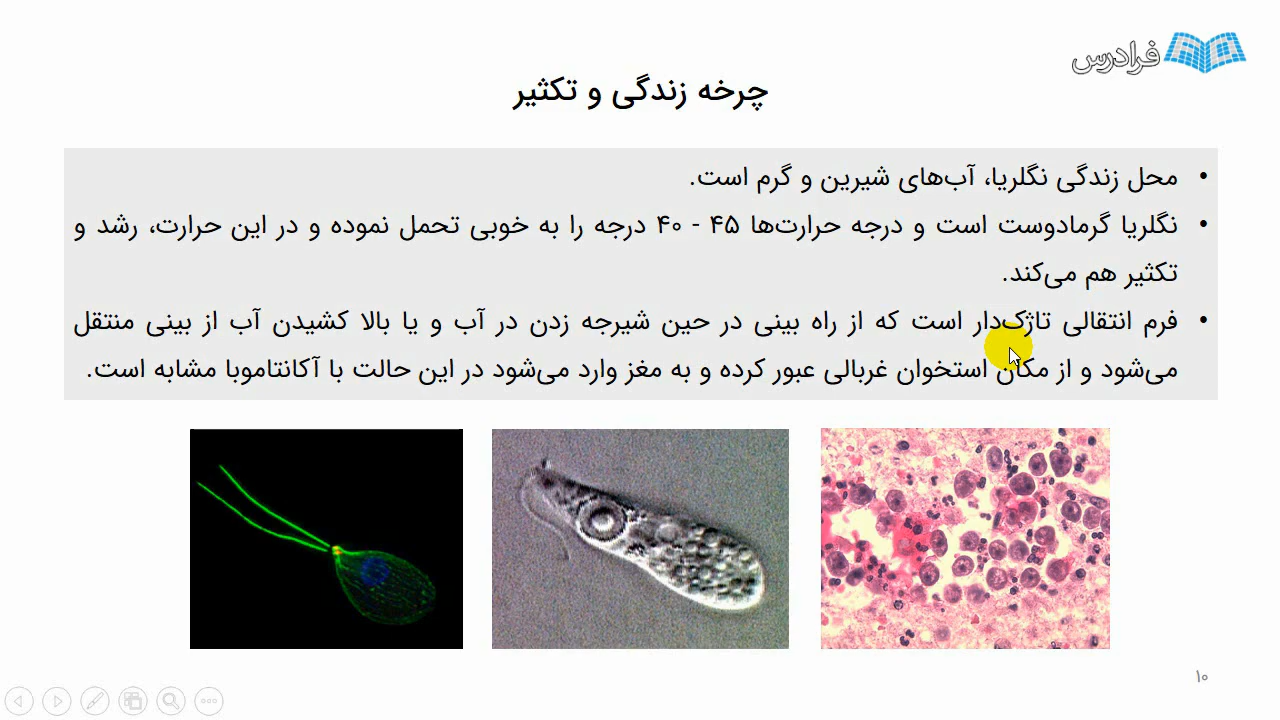 فرادرس
چرخه زندگی و تکثیر
• محل زندگی نگلریا، آب‌های شیرین و گرم است.
• نگلریا گرمادوست است و درجه حرارت‌ها ۴۵ - ۴۰ درجه را به خوبی تحمل نموده و در این حرارت، رشد و
تکثیر هم می‌کند.
• فرم انتقالی تاژک‌دار است که از راه بینی در حین شیرجه زدن در آب و یا بالا کشیدن آب از بینی منتقل
می‌شود و از مکان استخوان غربالی عبور کرده و به مغز وارد می‌شود در این حالت با آکانتاموبا مشابه است.
۱۰